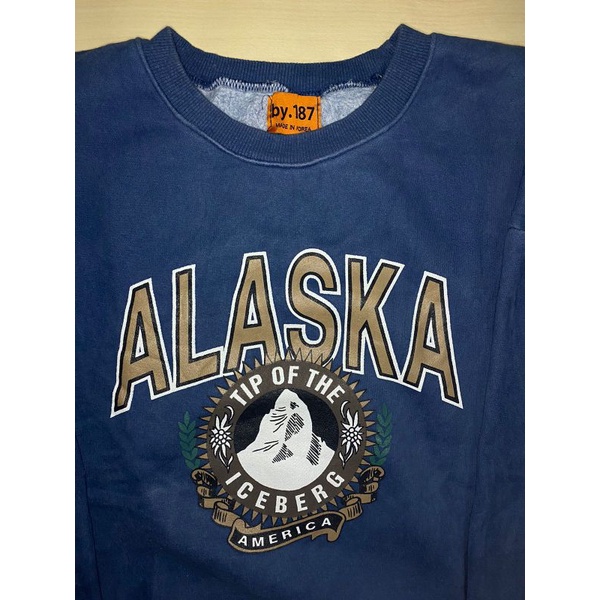 by.187
MADE IN KOREA
ALASKA
TIP OF THE
ICEBERG
AMERICA